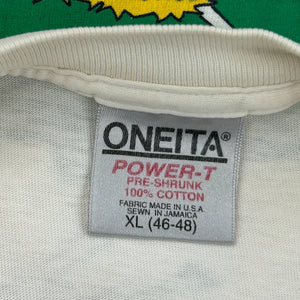 ONEITA®
POWER-T
PRE-SHRUNK
100% COTTON
FABRIC MADE IN U.S.A.
SEWN IN JAMAICA
XL (46-48)